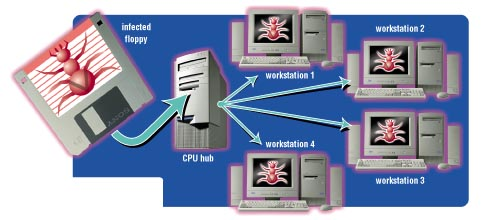 infected
floppy
workstation 1
workstation 2
CPU hub
workstation 4
workstation 3